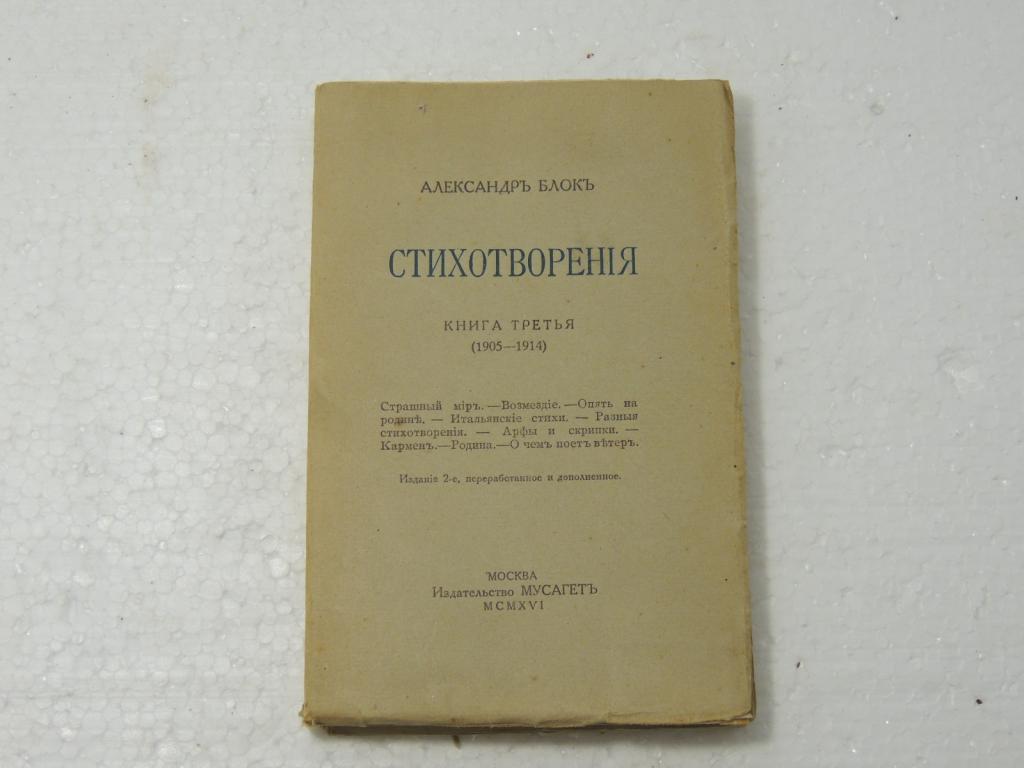 АЛЕКСАНДРЪ БЛОКЪ
СТИХОТВОРЕНІЯ
КНИГА ТРЕТЬЯ
(1905—1914)
Страшный міръ. — Возмездіе. — Опять на
родинѣ. — Итальянскіе стихи. — Разныя
стихотворенія. — Арфы и скрипки. —
Карменъ. — Родина. — О чемъ поетъ вѣтеръ.
Изданіе 2-е, переработанное и дополненное.
МОСКВА
Издательство МУСАГЕТЪ
MCMXVI